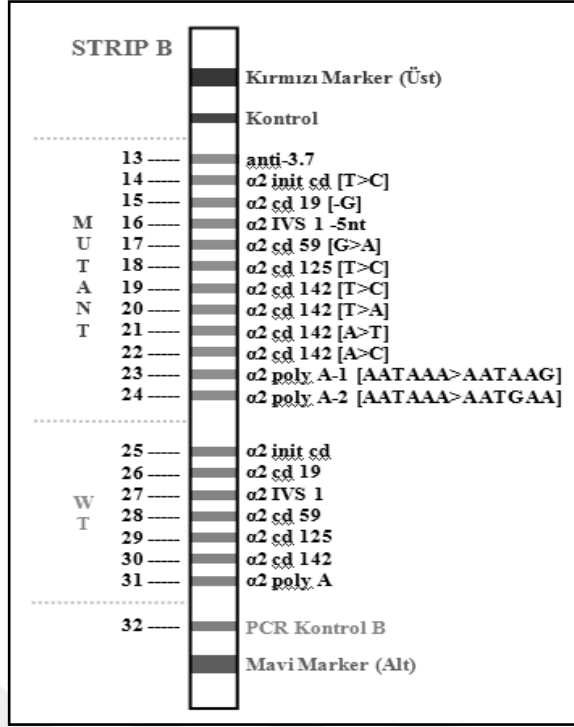 STRIP B
Kırmızı Marker (Üst)
Kontrol
MUTANT
13 ----- anti-3.7
14 ----- α2 init cd [T>C]
15 ----- α2 cd 19 [-G]
16 ----- α2 IVS 1 -5nt
17 ----- α2 cd 59 [G>A]
18 ----- α2 cd 125 [T>C]
19 ----- α2 cd 142 [T>C]
20 ----- α2 cd 142 [T>A]
21 ----- α2 cd 142 [A>T]
22 ----- α2 cd 142 [A>C]
23 ----- α2 poly A-1 [AATAAA>AATAAG]
24 ----- α2 poly A-2 [AATAAA>AATGAA]
WT
25 ----- α2 init cd
26 ----- α2 cd 19
27 ----- α2 IVS 1
28 ----- α2 cd 59
29 ----- α2 cd 125
30 ----- α2 cd 142
31 ----- α2 poly A
32 ----- PCR Kontrol B
Mavi Marker (Alt)